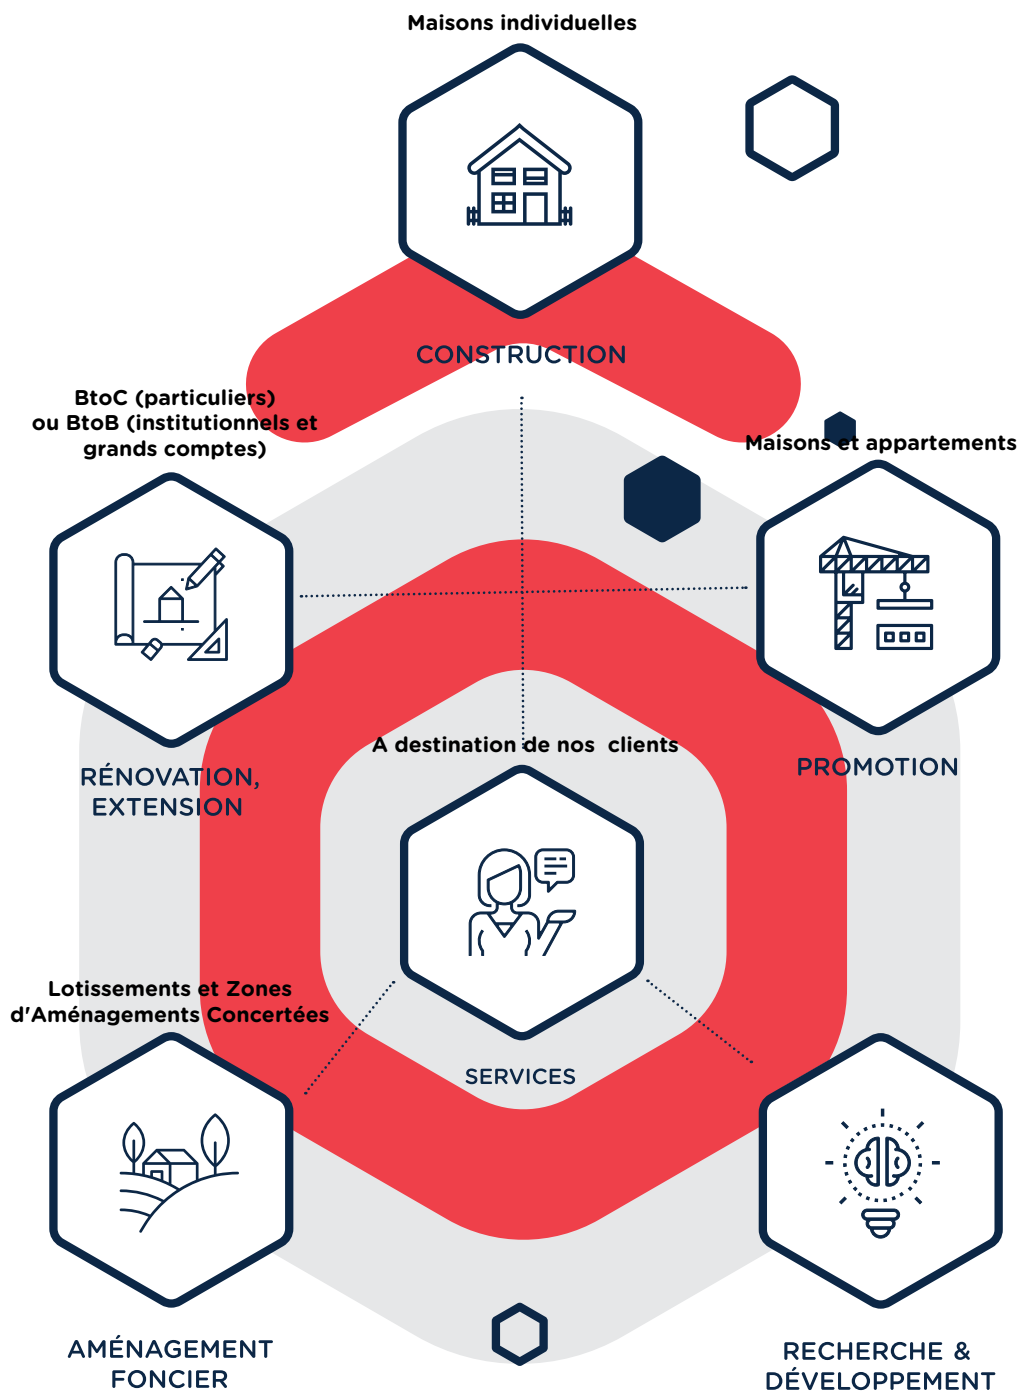 Maisons individuelles
CONSTRUCTION
BtoC (particuliers)
ou BtoB (institutionnels et
grands comptes)
Maisons et appartements
RÉNOVATION,
EXTENSION
PROMOTION
A destination de nos  clients
SERVICES
Lotissements et Zones
d'Aménagements Concertées
AMÉNAGEMENT
FONCIER
RECHERCHE &
DÉVELOPPEMENT